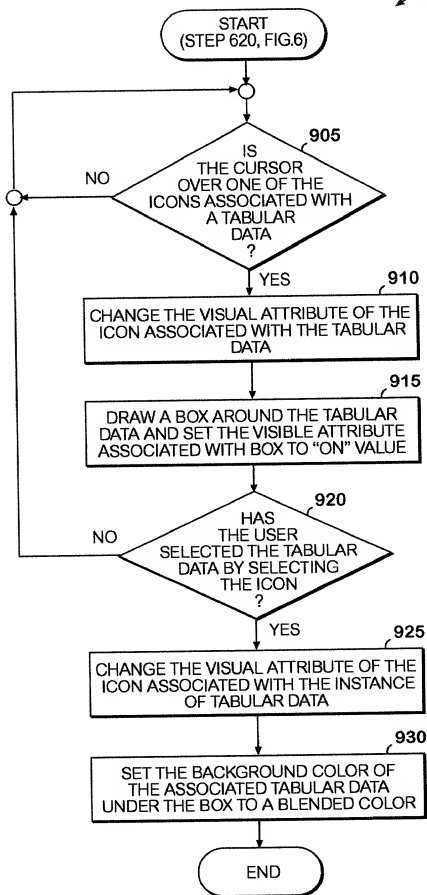 START
(STEP 620, FIG.6)
905
IS
THE CURSOR
OVER ONE OF THE
ICONS ASSOCIATED WITH
A TABULAR
DATA
?
NO
YES
910
CHANGE THE VISUAL ATTRIBUTE OF THE
ICON ASSOCIATED WITH THE TABULAR
DATA
915
DRAW A BOX AROUND THE TABULAR
DATA AND SET THE VISIBLE ATTRIBUTE
ASSOCIATED WITH BOX TO “ON” VALUE
920
HAS
THE USER
SELECTED THE TABULAR
DATA BY SELECTING
THE ICON
?
NO
YES
925
CHANGE THE VISUAL ATTRIBUTE OF THE
ICON ASSOCIATED WITH THE INSTANCE
OF TABULAR DATA
930
SET THE BACKGROUND COLOR OF
THE ASSOCIATED TABULAR DATA
UNDER THE BOX TO A BLENDED COLOR
END